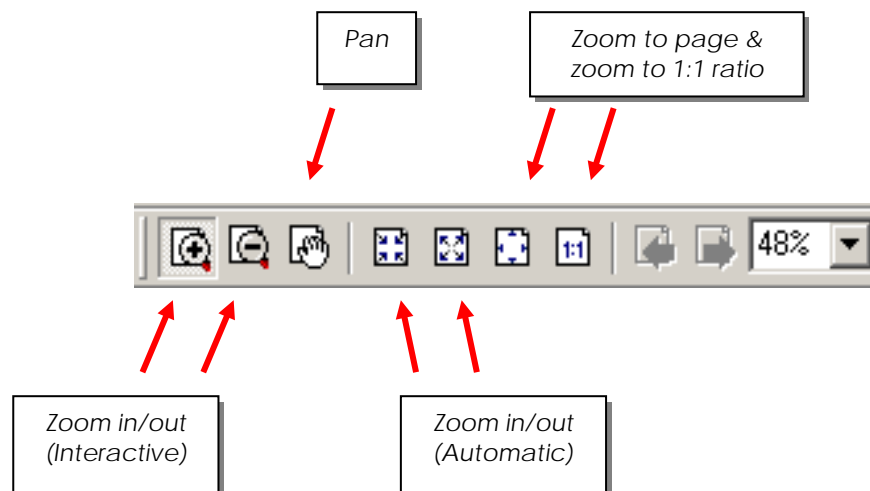 Pan
Zoom to page &
zoom to 1:1 ratio
1:1
48%
Zoom in/out
(Interactive)
Zoom in/out
(Automatic)